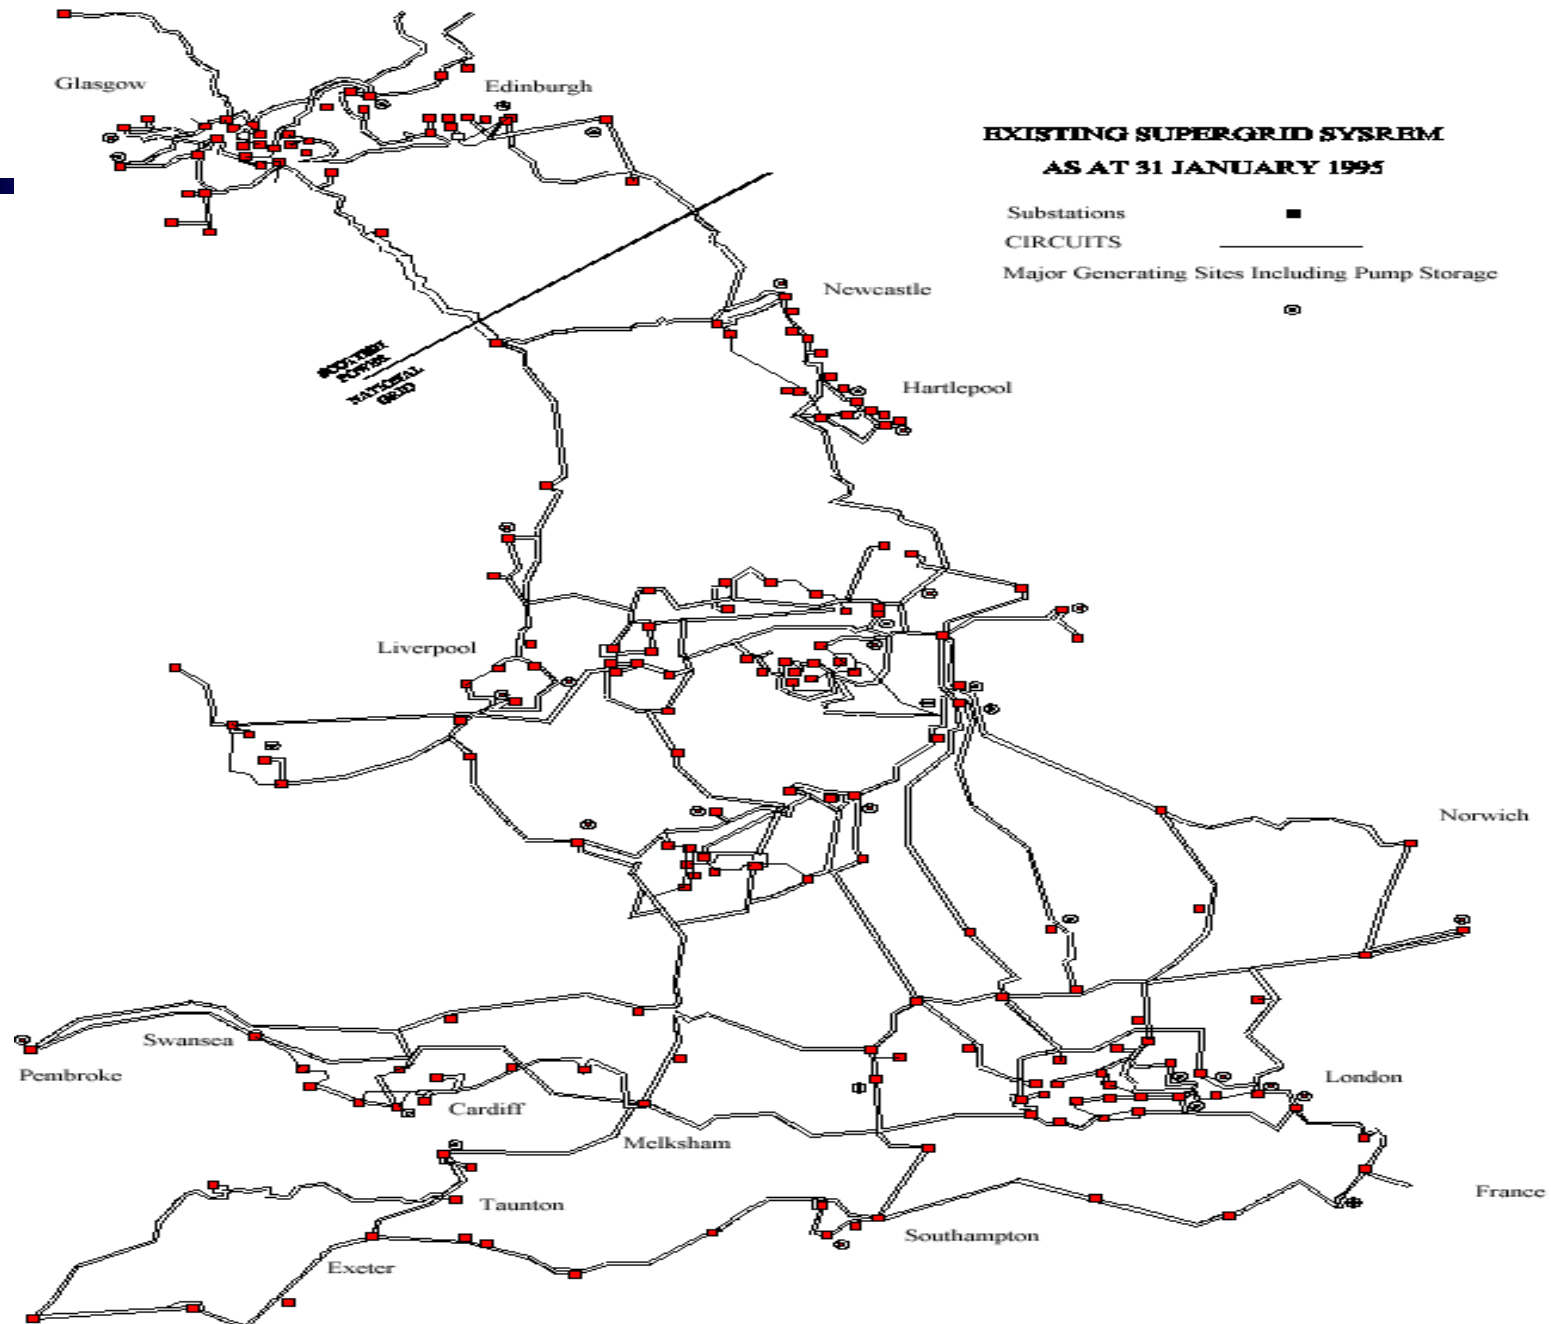 Glasgow
Edinburgh
EXISTING SUPERGRID SYSREM
AS AT 31 JANUARY 1995
Substations
CIRCUITS
Major Generating Sites Including Pump Storage
Newcastle
SCOTTISH
POWER
NATIONAL
GRID
Hartlepool
Liverpool
Norwich
Swansea
Pembroke
London
Cardiff
Melksham
Taunton
France
Southampton
Exeter